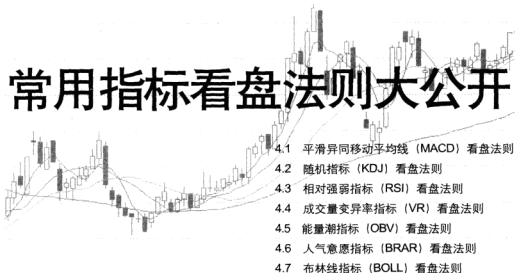 常用指标看盘法则大公开
4.1 平滑异同移动平均线（MACD）看盘法则
4.2 随机指标（KDJ）看盘法则
4.3 相对强弱指标（RSI）看盘法则
4.4 成交量变异率指标（VR）看盘法则
4.5 能量潮指标（OBV）看盘法则
4.6 人气意愿指标（BRAR）看盘法则
4.7 布林线指标（BOLL）看盘法则